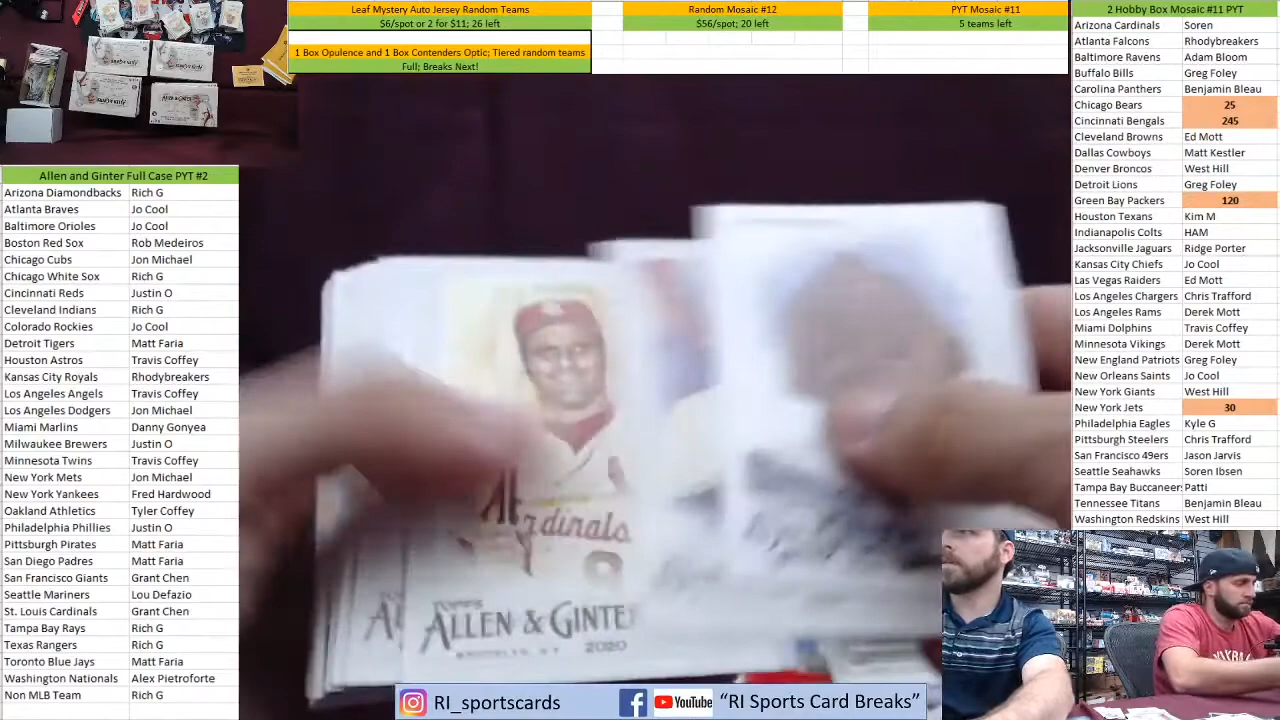 Leaf Mystery Auto Jersey Random Teams
$6/spot or 2 for $11; 26 left
1 Box Opulence and 1 Box Contenders Optic; Tiered random teams
Full; Breaks Next!
Random Mosaic #12
$56/spot; 20 left
PYT Mosaic #11
5 teams left
2 Hobby Box Mosaic #11 PYT
Arizona Cardinals Soren
Atlanta Falcons Rhodybreakers
Baltimore Ravens Adam Bloom
Buffalo Bills Greg Foley
Carolina Panthers Benjamin Bleau
Chicago Bears 25
Cincinnati Bengals 245
Cleveland Browns Ed Mott
Dallas Cowboys Matt Kestler
Denver Broncos West Hill
Detroit Lions Greg Foley
Green Bay Packers 120
Houston Texans Kim M
Indianapolis Colts HAM
Jacksonville Jaguars Ridge Porter
Kansas City Chiefs Jo Cool
Las Vegas Raiders Ed Mott
Los Angeles Chargers Chris Trafford
Los Angeles Rams Derek Mott
Miami Dolphins Travis Coffey
Minnesota Vikings Derek Mott
New England Patriots Greg Foley
New Orleans Saints Jo Cool
New York Giants West Hill
New York Jets 30
Philadelphia Eagles Kyle G
Pittsburgh Steelers Chris Trafford
San Francisco 49ers Jason Jarvis
Seattle Seahawks Soren Ibsen
Tampa Bay Buccaneers Patti
Tennessee Titans Benjamin Bleau
Washington Redskins West Hill
Allen and Ginter Full Case PYT #2
Arizona Diamondbacks Rich G
Atlanta Braves Jo Cool
Baltimore Orioles Jo Cool
Boston Red Sox Rob Medeiros
Chicago Cubs Jon Michael
Chicago White Sox Rich G
Cincinnati Reds Justin O
Cleveland Indians Rich G
Colorado Rockies Jo Cool
Detroit Tigers Matt Faria
Houston Astros Travis Coffey
Kansas City Royals Rhodybreakers
Los Angeles Angels Travis Coffey
Los Angeles Dodgers Jon Michael
Miami Marlins Danny Gonyea
Milwaukee Brewers Justin O
Minnesota Twins Travis Coffey
New York Mets Jon Michael
New York Yankees Fred Hardwood
Oakland Athletics Tyler Coffey
Philadelphia Phillies Justin O
Pittsburgh Pirates Matt Faria
San Diego Padres Matt Faria
San Francisco Giants Grant Chen
Seattle Mariners Lou Defazio
St. Louis Cardinals Grant Chen
Tampa Bay Rays Rich G
Texas Rangers Rich G
Toronto Blue Jays Matt Faria
Washington Nationals Alex Pietroforte
Non MLB Team Rich G
Cardinals
TOPPS
ALLEN & GINTE
2020
RI_sportscards
YouTube
“RI Sports Card Breaks”